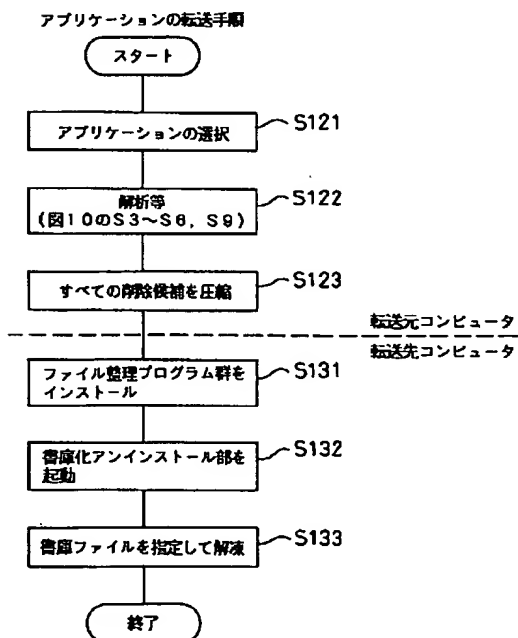 アプリケーションの転送手順
スタート
アプリケーションの選択
S121
解析等
(図10のS3～S6, S9)
S122
すべての削除候補を圧縮
S123
転送元コンピュータ
転送先コンピュータ
ファイル整理プログラム群を
インストール
S131
書庫化アンインストール部を
起動
S132
書庫ファイルを指定して解凍
S133
終了